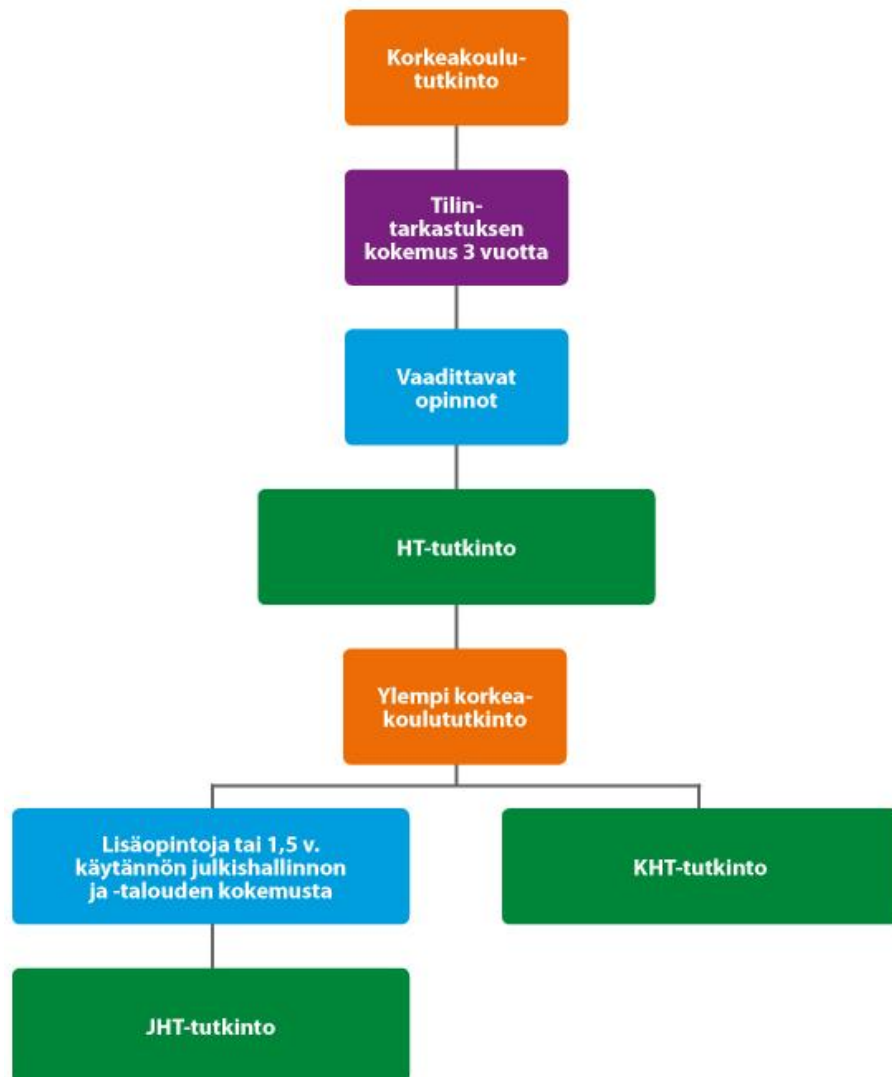 Korkeakoulu-
tutkinto
Tilin-
tarkastuksen
kokemus 3 vuotta
Vaadittavat
opinnot
HT-tutkinto
Ylempi korkea-
koulututkinto
Lisäopintoja tai 1,5 v.
käytännön julkishallinnon
ja -talouden kokemusta
KHT-tutkinto
JHT-tutkinto